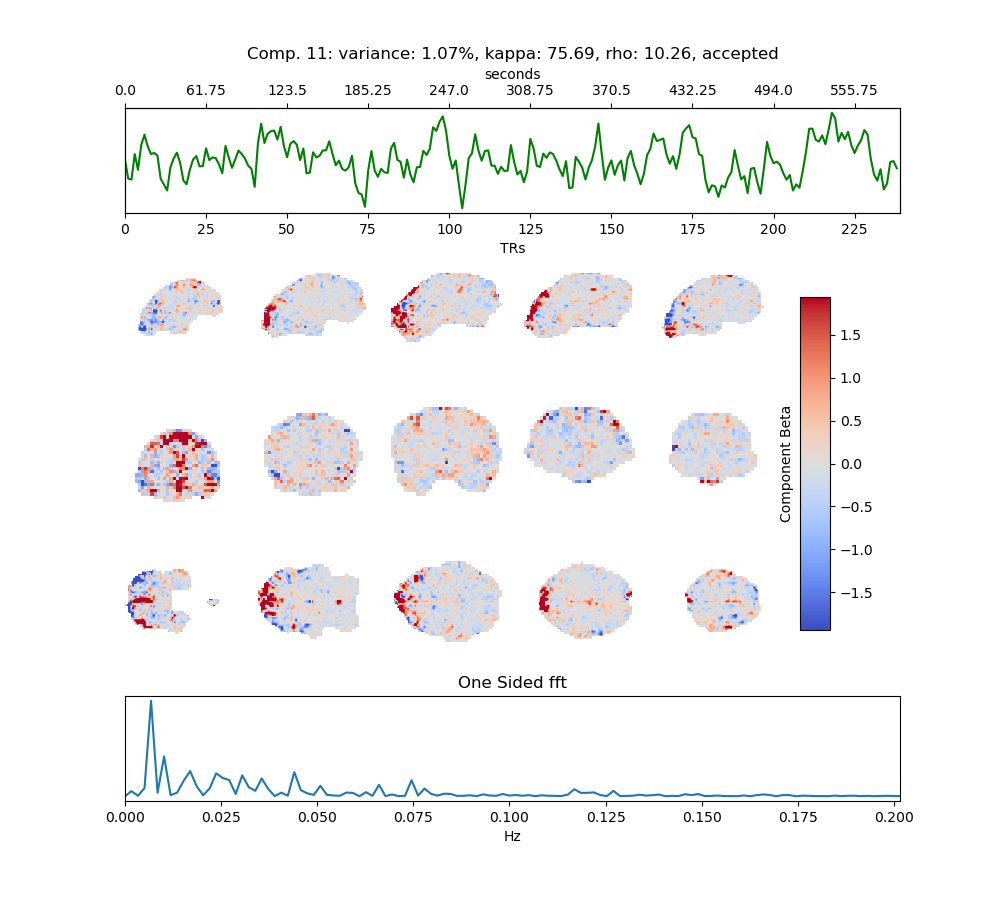 Comp. 11: variance: 1.07%, kappa: 75.69, rho: 10.26, accepted
seconds
0.0 61.75 123.5 185.25 247.0 308.75 370.5 432.25 494.0 555.75
0 25 50 75 100 125 150 175 200 225
TRs
1.5
1.0
0.5
0.0
−0.5
−1.0
−1.5
Component Beta
One Sided fft
0.000 0.025 0.050 0.075 0.100 0.125 0.150 0.175 0.200
Hz